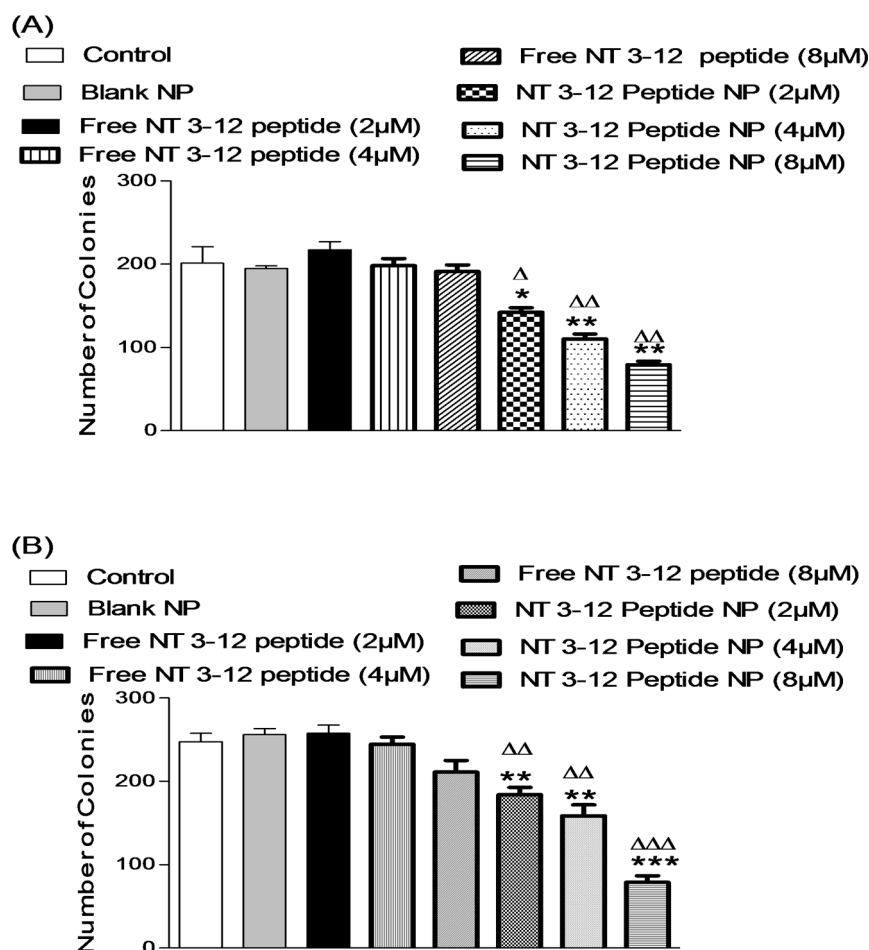 (A)
Control
Blank NP
Free NT 3-12 peptide (2µM)
Free NT 3-12 peptide (4µM)
Free NT 3-12 peptide (8µM)
NT 3-12 Peptide NP (2µM)
NT 3-12 Peptide NP (4µM)
NT 3-12 Peptide NP (8µM)
Number of Colonies
300
200
100
0
Δ
*
ΔΔ
**
ΔΔ
**
(B)
Control
Blank NP
Free NT 3-12 peptide (2µM)
Free NT 3-12 peptide (4µM)
Free NT 3-12 peptide (8µM)
NT 3-12 Peptide NP (2µM)
NT 3-12 Peptide NP (4µM)
NT 3-12 Peptide NP (8µM)
Number of Colonies
300
200
100
0
ΔΔ
**
ΔΔ
**
ΔΔΔ
***